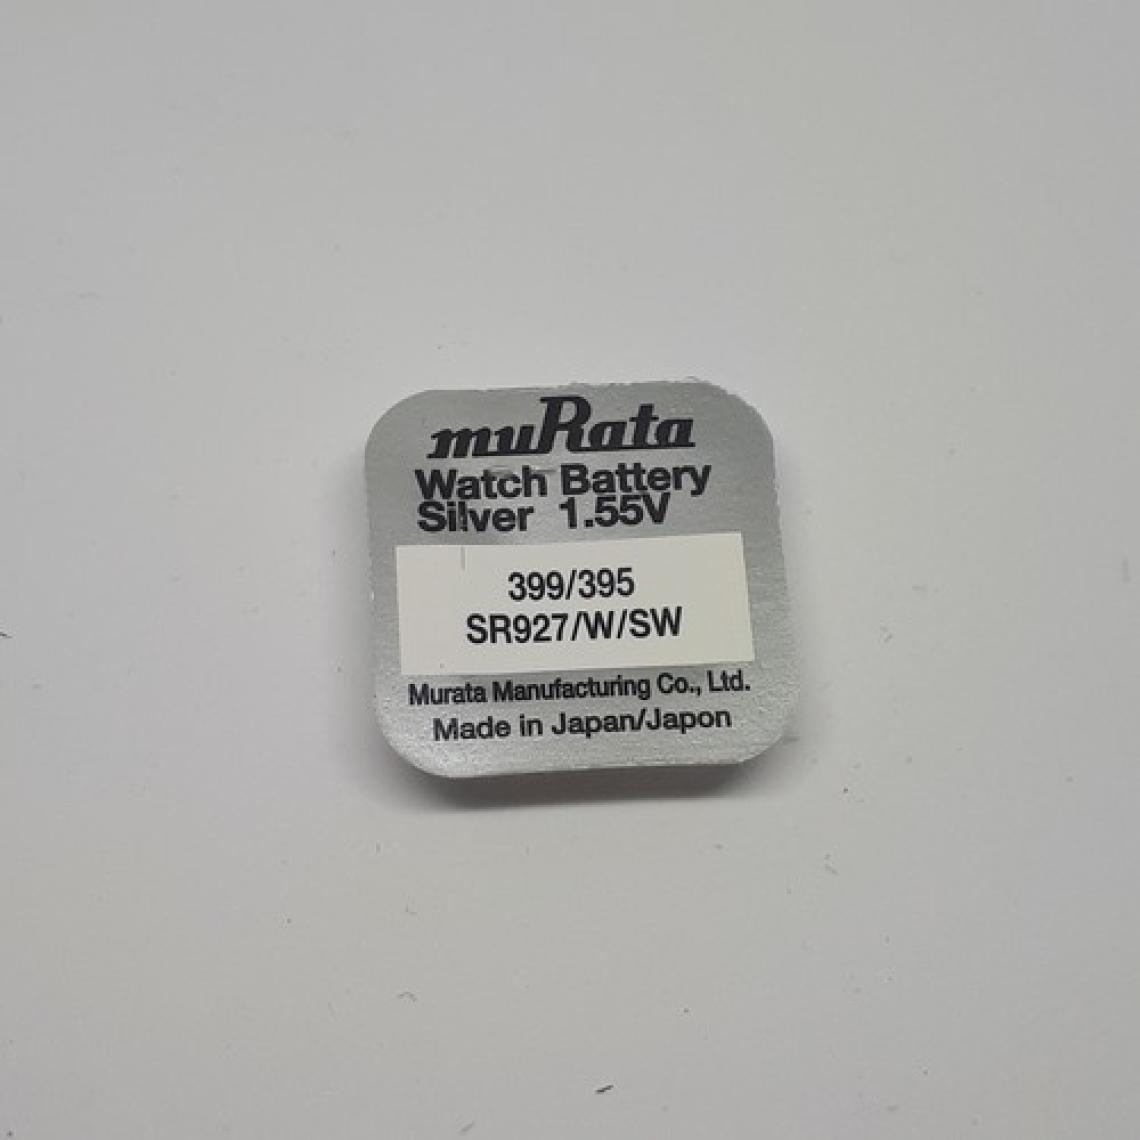 muRata
Watch Battery
Silver 1.55V
399/395
SR927/W/SW
Murata Manufacturing Co., Ltd.
Made in Japan/Japon